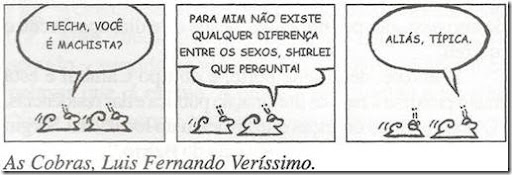 FLECHA, VOCÊ
É MACHISTA?
PARA MIM NÃO EXISTE
QUALQUER DIFERENÇA
ENTRE OS SEXOS, SHIRLEI
QUE PERGUNTA!
ALIÁS, TÍPICA.
As Cobras, Luis Fernando Veríssimo.